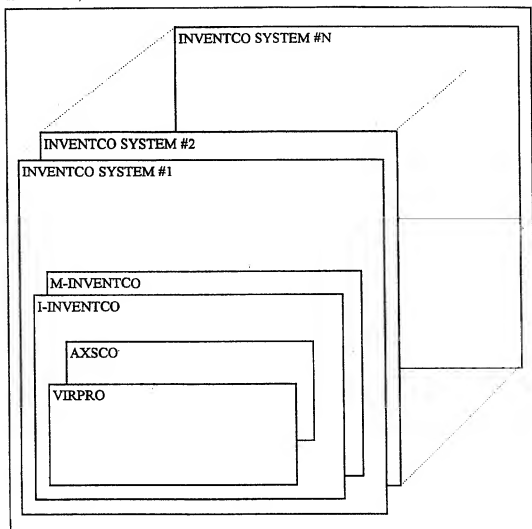 INVENTCO SYSTEM #N
INVENTCO SYSTEM #2
INVENTCO SYSTEM #1
M-INVENTCO
I-INVENTCO
AXSCO
VIRPRO